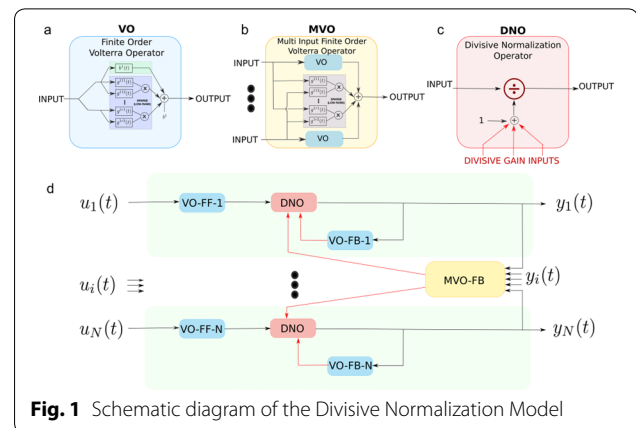 a
VO
Finite Order
Volterra Operator
INPUT
OUTPUT
b
MVO
Multi Input Finite Order
Volterra Operator
INPUT
VO
OUTPUT
INPUT
VO
c
DNO
Divisive Normalization
Operator
INPUT
÷
OUTPUT
1
+
DIVISIVE GAIN INPUTS
d
u₁(t)
VO-FF-1
DNO
y₁(t)
VO-FB-1
uᵢ(t)
MVO-FB
yᵢ(t)
u_N(t)
VO-FF-N
DNO
y_N(t)
VO-FB-N
Fig. 1 Schematic diagram of the Divisive Normalization Model